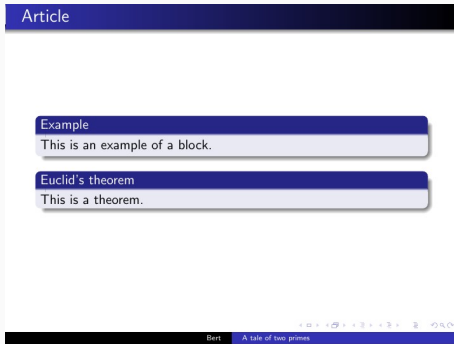 Article
Example
This is an example of a block.
Euclid's theorem
This is a theorem.
Bert A tale of two primes